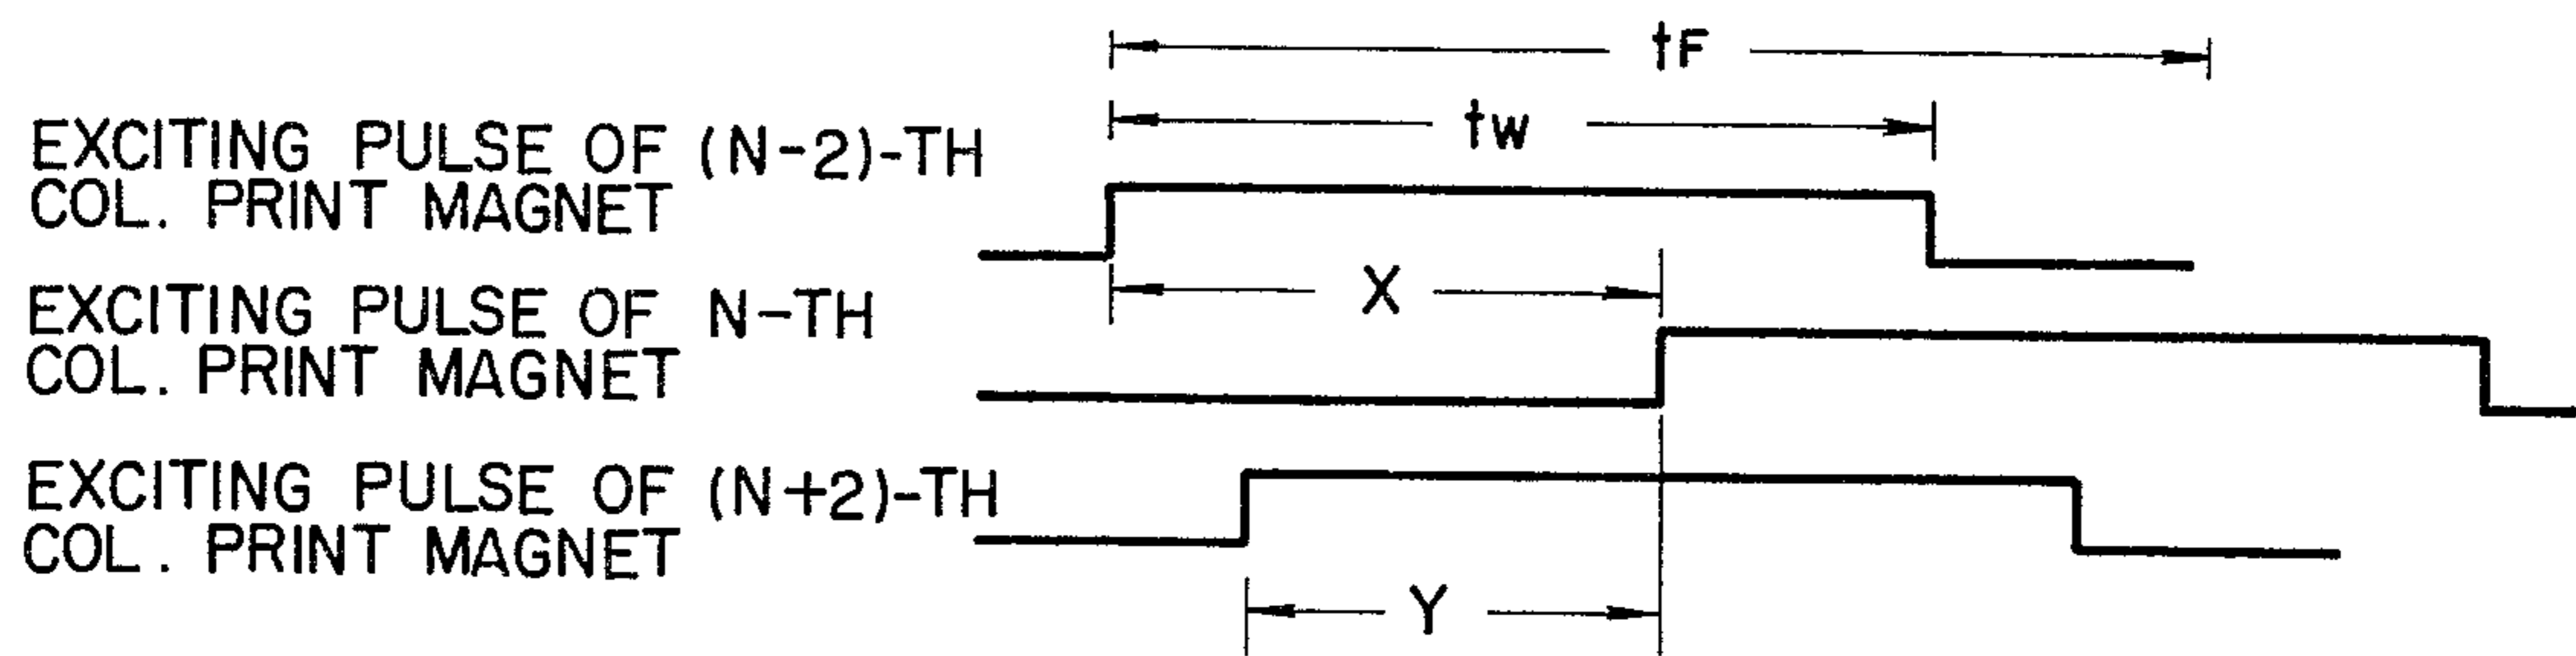 tF
tW
EXCITING PULSE OF (N-2)-TH
COL. PRINT MAGNET
X
EXCITING PULSE OF N-TH
COL. PRINT MAGNET
EXCITING PULSE OF (N+2)-TH
COL. PRINT MAGNET
Y